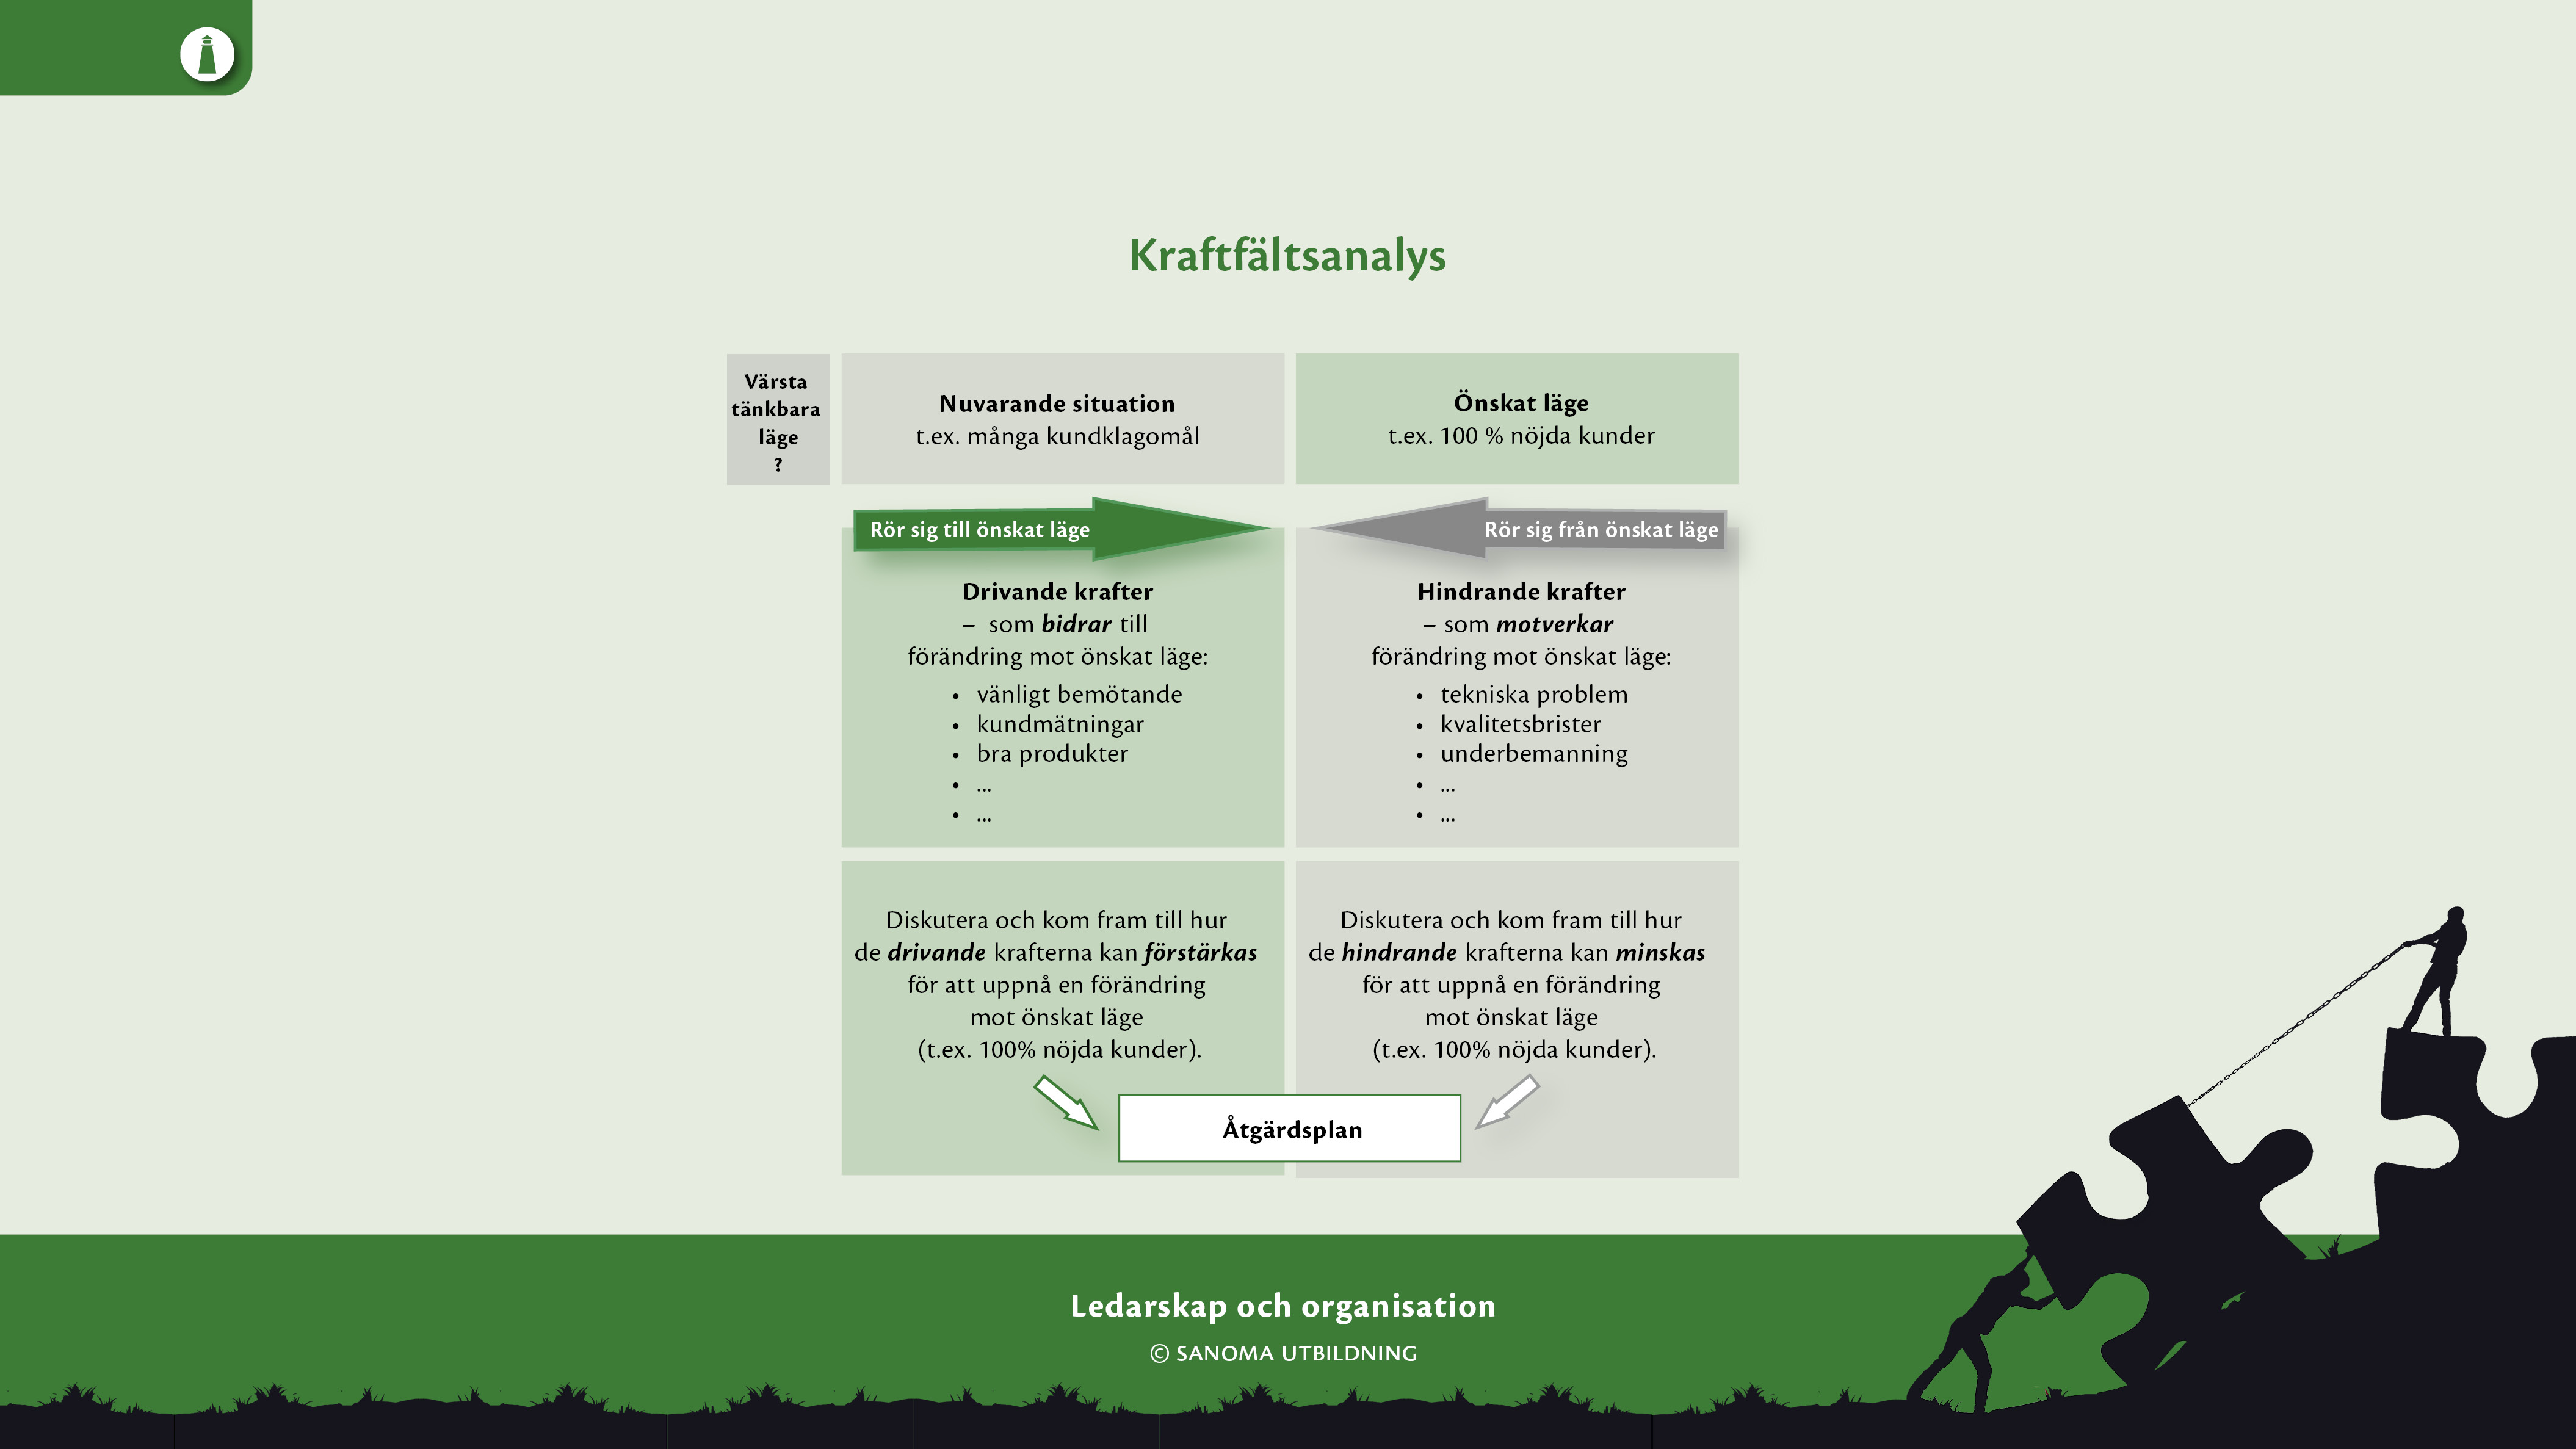 Kraftfältsanalys
Värsta
tänkbara
läge
?
Nuvarande situation
t.ex. många kundklagomål
Önskat läge
t.ex. 100 % nöjda kunder
Rör sig till önskat läge
Rör sig från önskat läge
Drivande krafter
– som bidrar till
förändring mot önskat läge:
• vänligt bemötande
• kundmätningar
• bra produkter
• ...
• ...
Hindrande krafter
– som motverkar
förändring mot önskat läge:
• tekniska problem
• kvalitetsbrister
• underbemanning
• ...
• ...
Diskutera och kom fram till hur
de drivande krafterna kan förstärkas
för att uppnå en förändring
mot önskat läge
(t.ex. 100% nöjda kunder).
Diskutera och kom fram till hur
de hindrande krafterna kan minskas
för att uppnå en förändring
mot önskat läge
(t.ex. 100% nöjda kunder).
Åtgärdsplan
Ledarskap och organisation
© SANOMA UTBILDNING